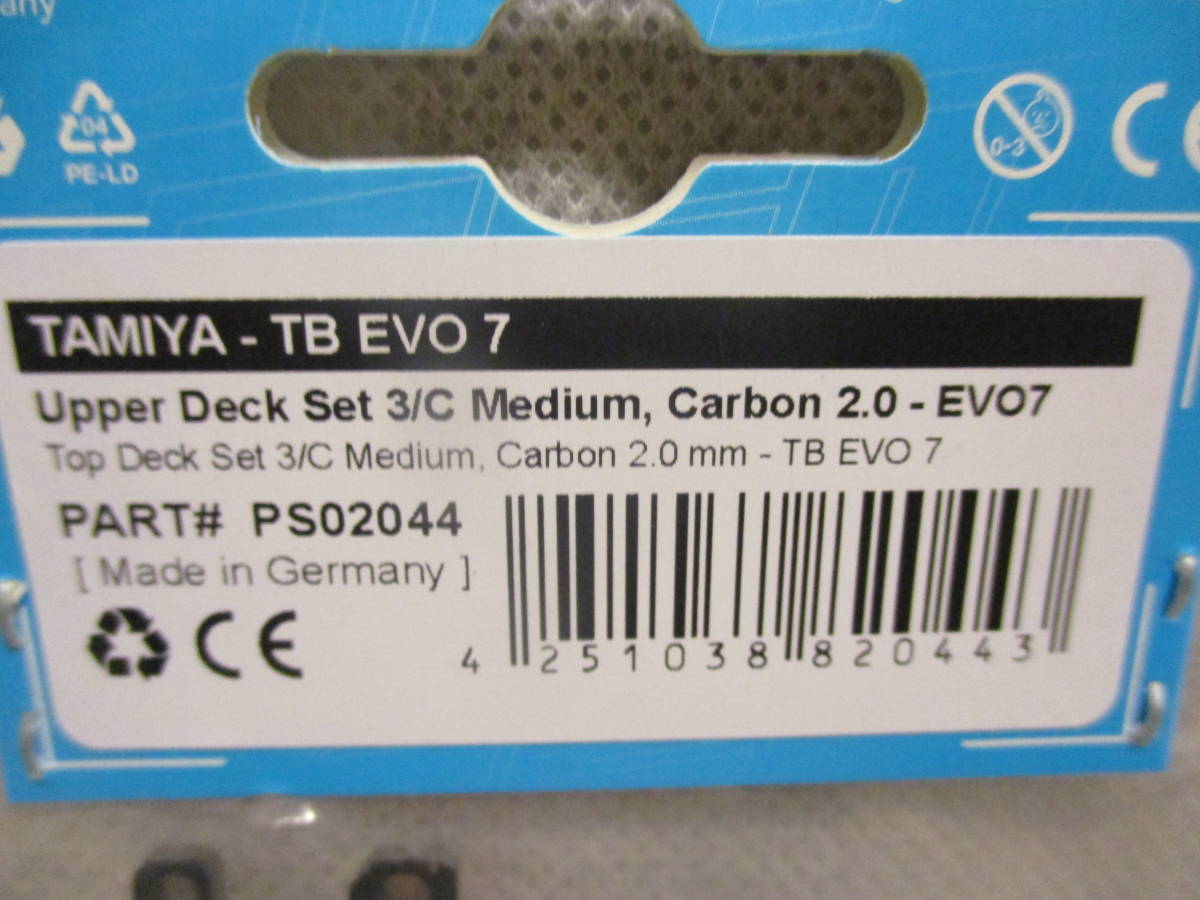 any
04
PE-LD
0-3
CE
TAMIYA - TB EVO 7
Upper Deck Set 3/C Medium, Carbon 2.0 - EVO7
Top Deck Set 3/C Medium, Carbon 2.0 mm - TB EVO 7
PART# PS02044
[ Made in Germany ]
CE
4 251038 820443